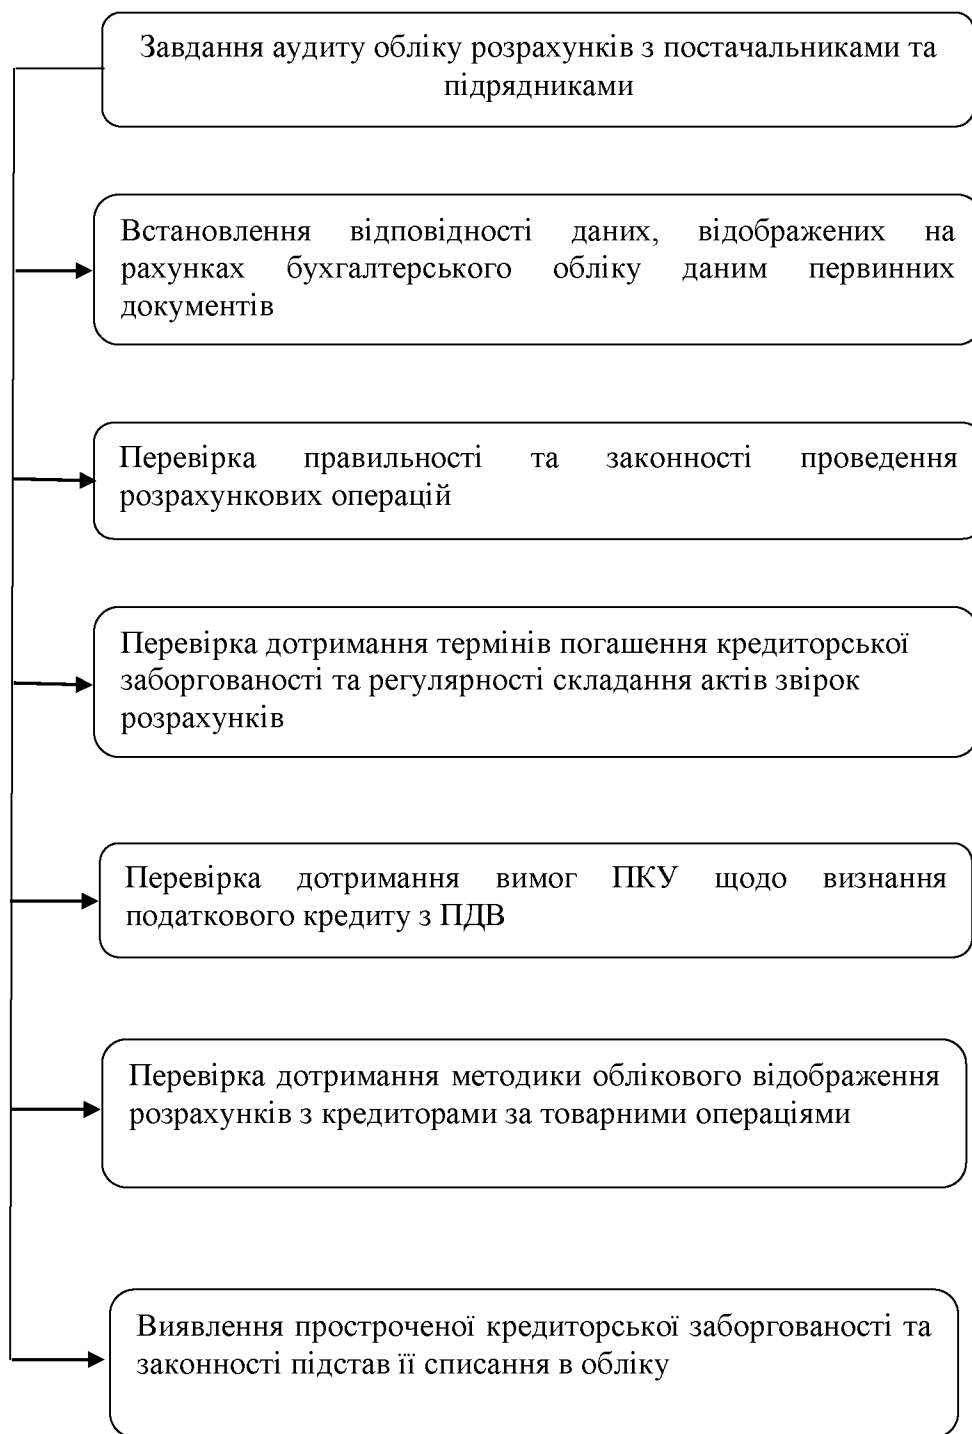 Завдання аудиту обліку розрахунків з постачальниками та
підрядниками
Встановлення відповідності даних, відображених на
рахунках бухгалтерського обліку даним первинних
документів
Перевірка правильності та законності проведення
розрахункових операцій
Перевірка дотримання термінів погашення кредиторської
заборгованості та регулярності складання актів звірок
розрахунків
Перевірка дотримання вимог ПКУ щодо визнання
податкового кредиту з ПДВ
Перевірка дотримання методики облікового відображення
розрахунків з кредиторами за товарними операціями
Виявлення простроченої кредиторської заборгованості та
законності підстав її списання в обліку